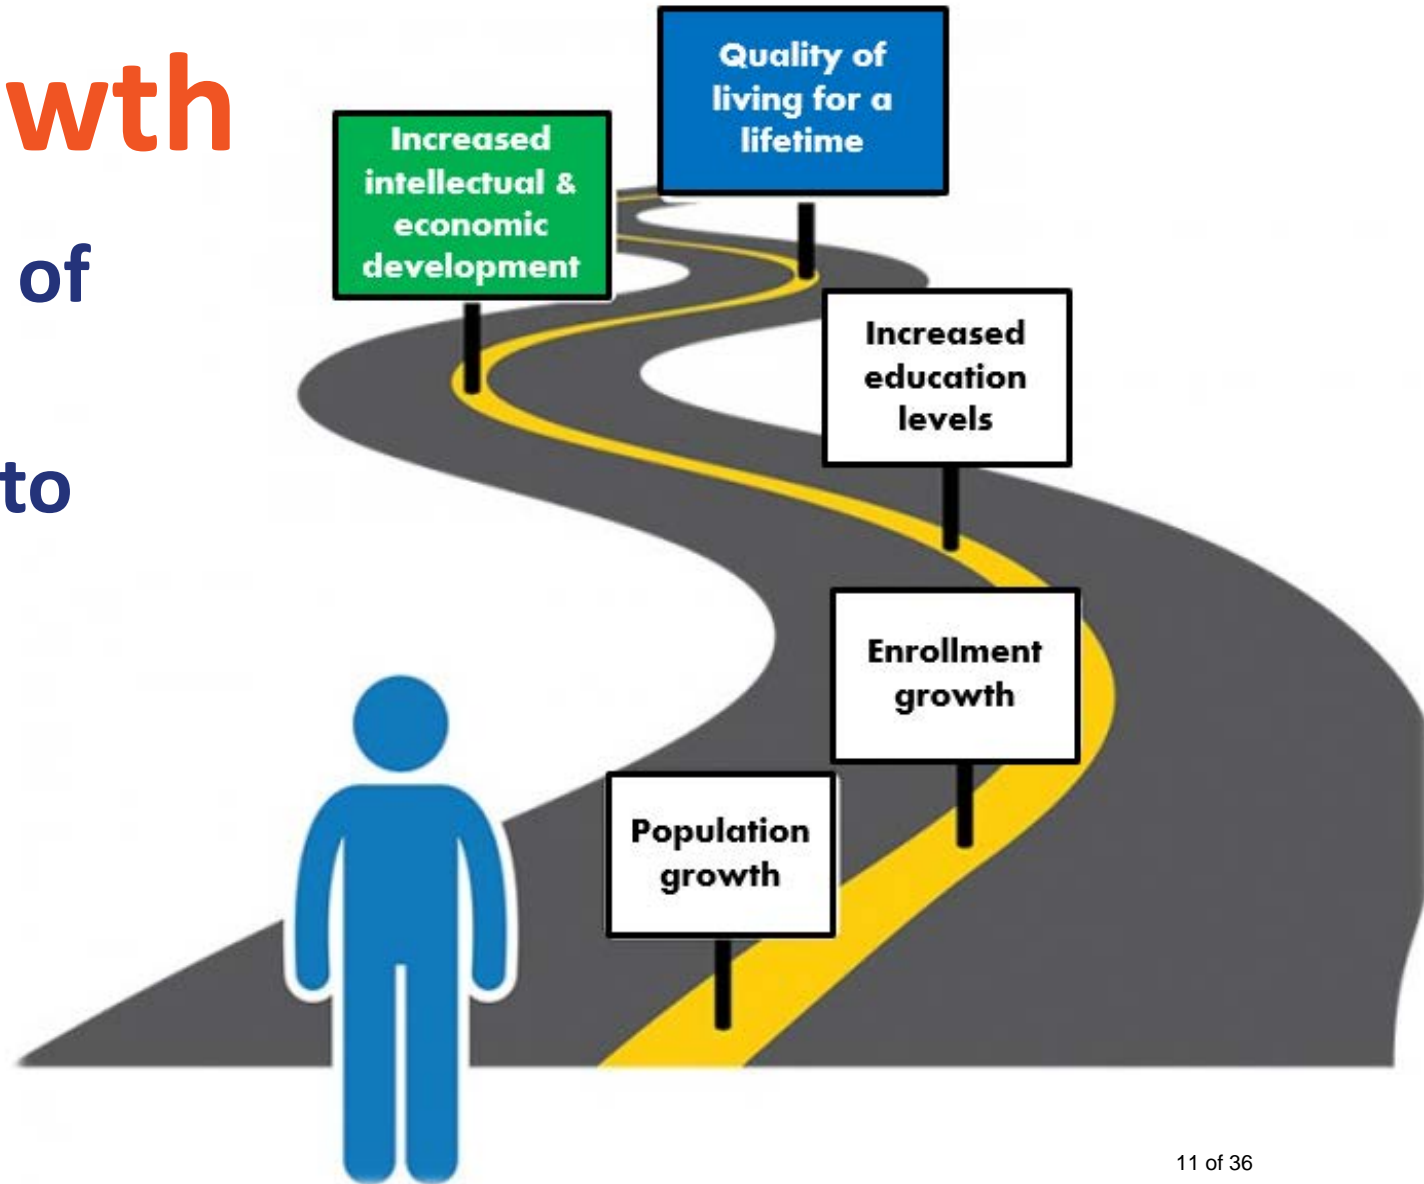 wth
of
to
Quality of
living for a
lifetime
Increased
intellectual &
economic
development
Increased
education
levels
Enrollment
growth
Population
growth
11 of 36